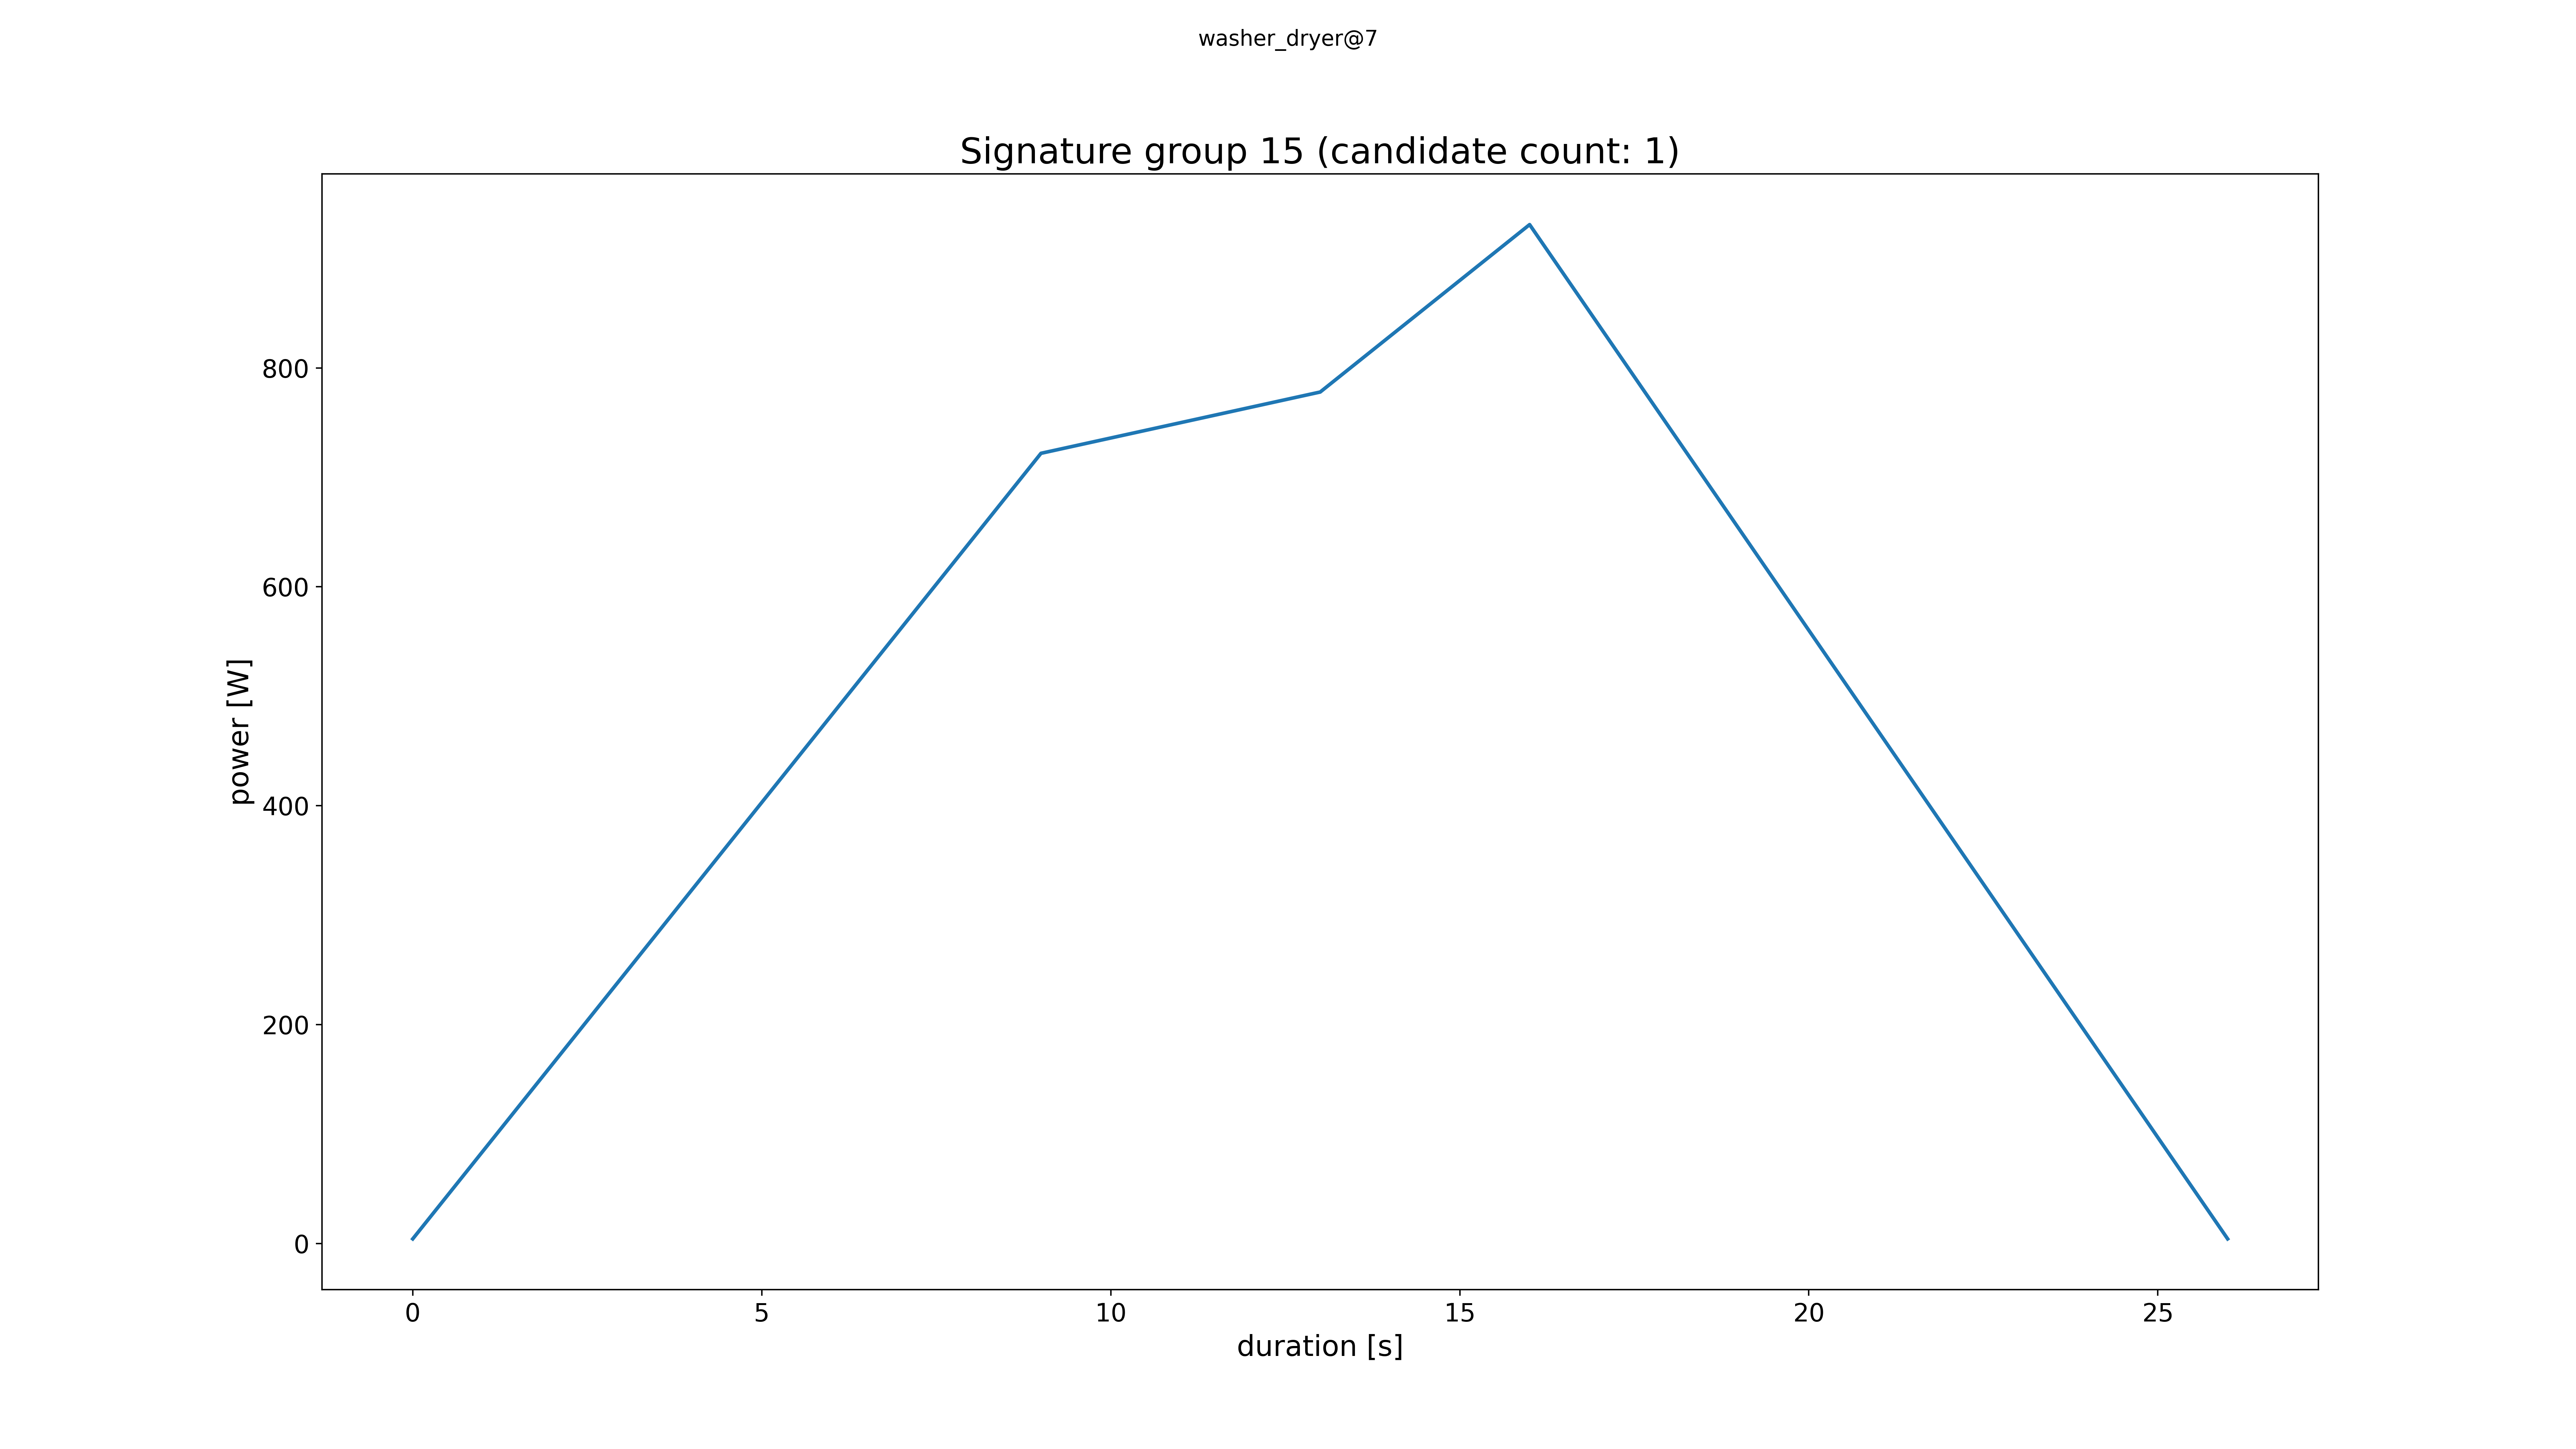 washer_dryer@7
Signature group 15 (candidate count: 1)
800
600
400
200
0
power [W]
0 5 10 15 20 25
duration [s]